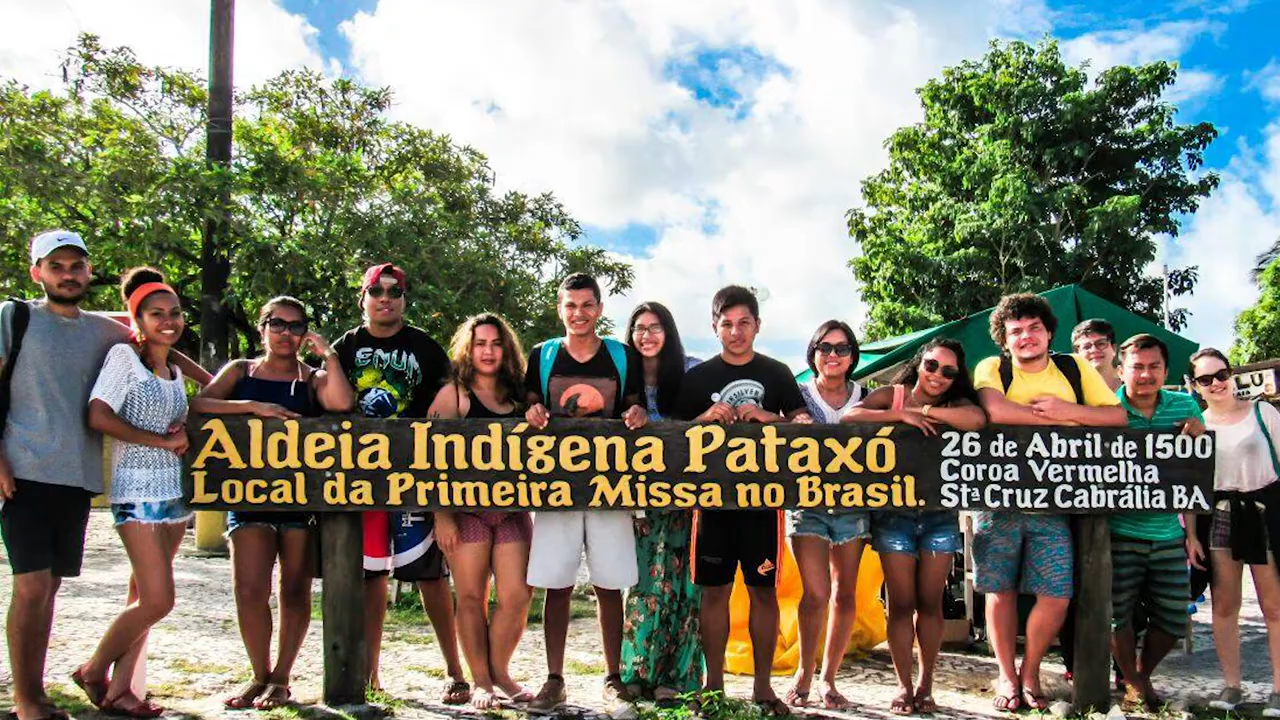 Aldeia Indígena Pataxó
Local da Primeira Missa no Brasil.
26 de Abril de 1500
Coroa Vermelha
Stª Cruz Cabrália BA